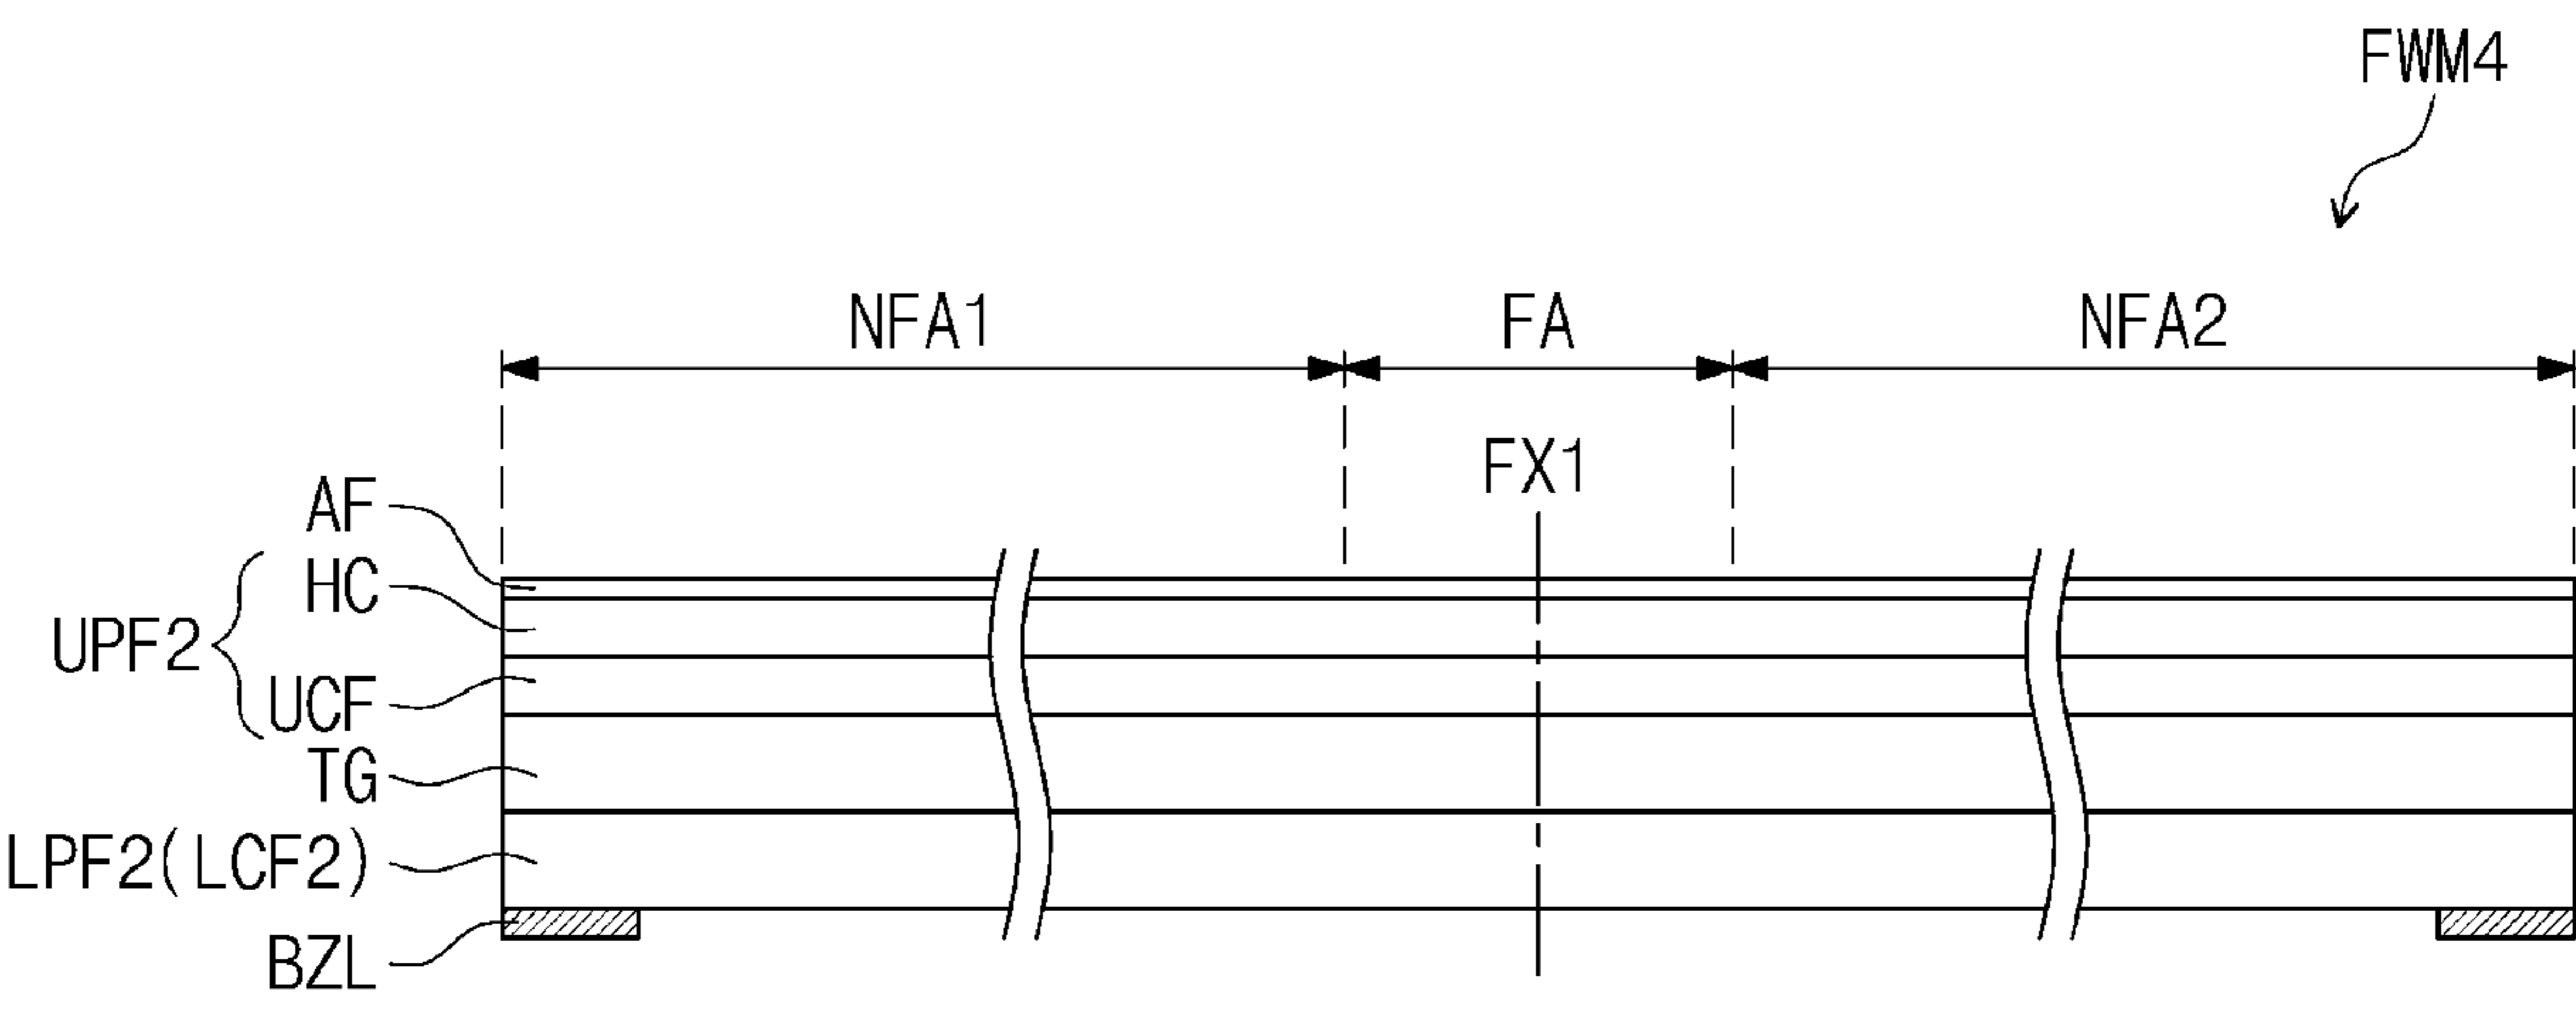 FWM4
NFA1 FA NFA2
FX1
AF
HC
UPF2
UCF
TG
LPF2(LCF2)
BZL